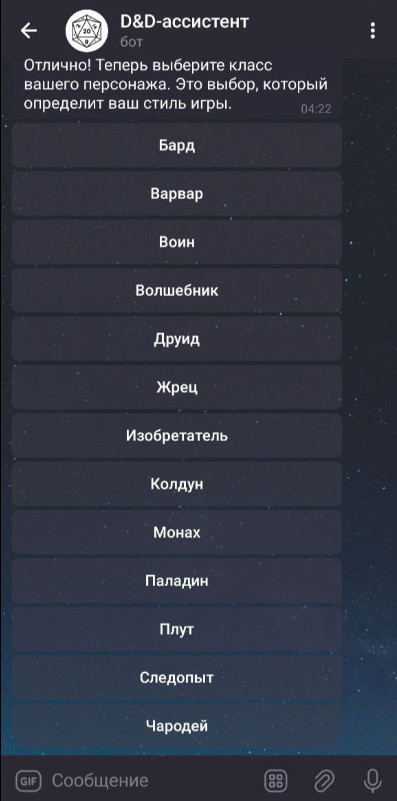 D&D-ассистент
бот
Отлично! Теперь выберите класс
вашего персонажа. Это выбор, который
определит ваш стиль игры.
04:22
Бард
Варвар
Воин
Волшебник
Друид
Жрец
Изобретатель
Колдун
Монах
Паладин
Плут
Следопыт
Чародей
GIF Сообщение